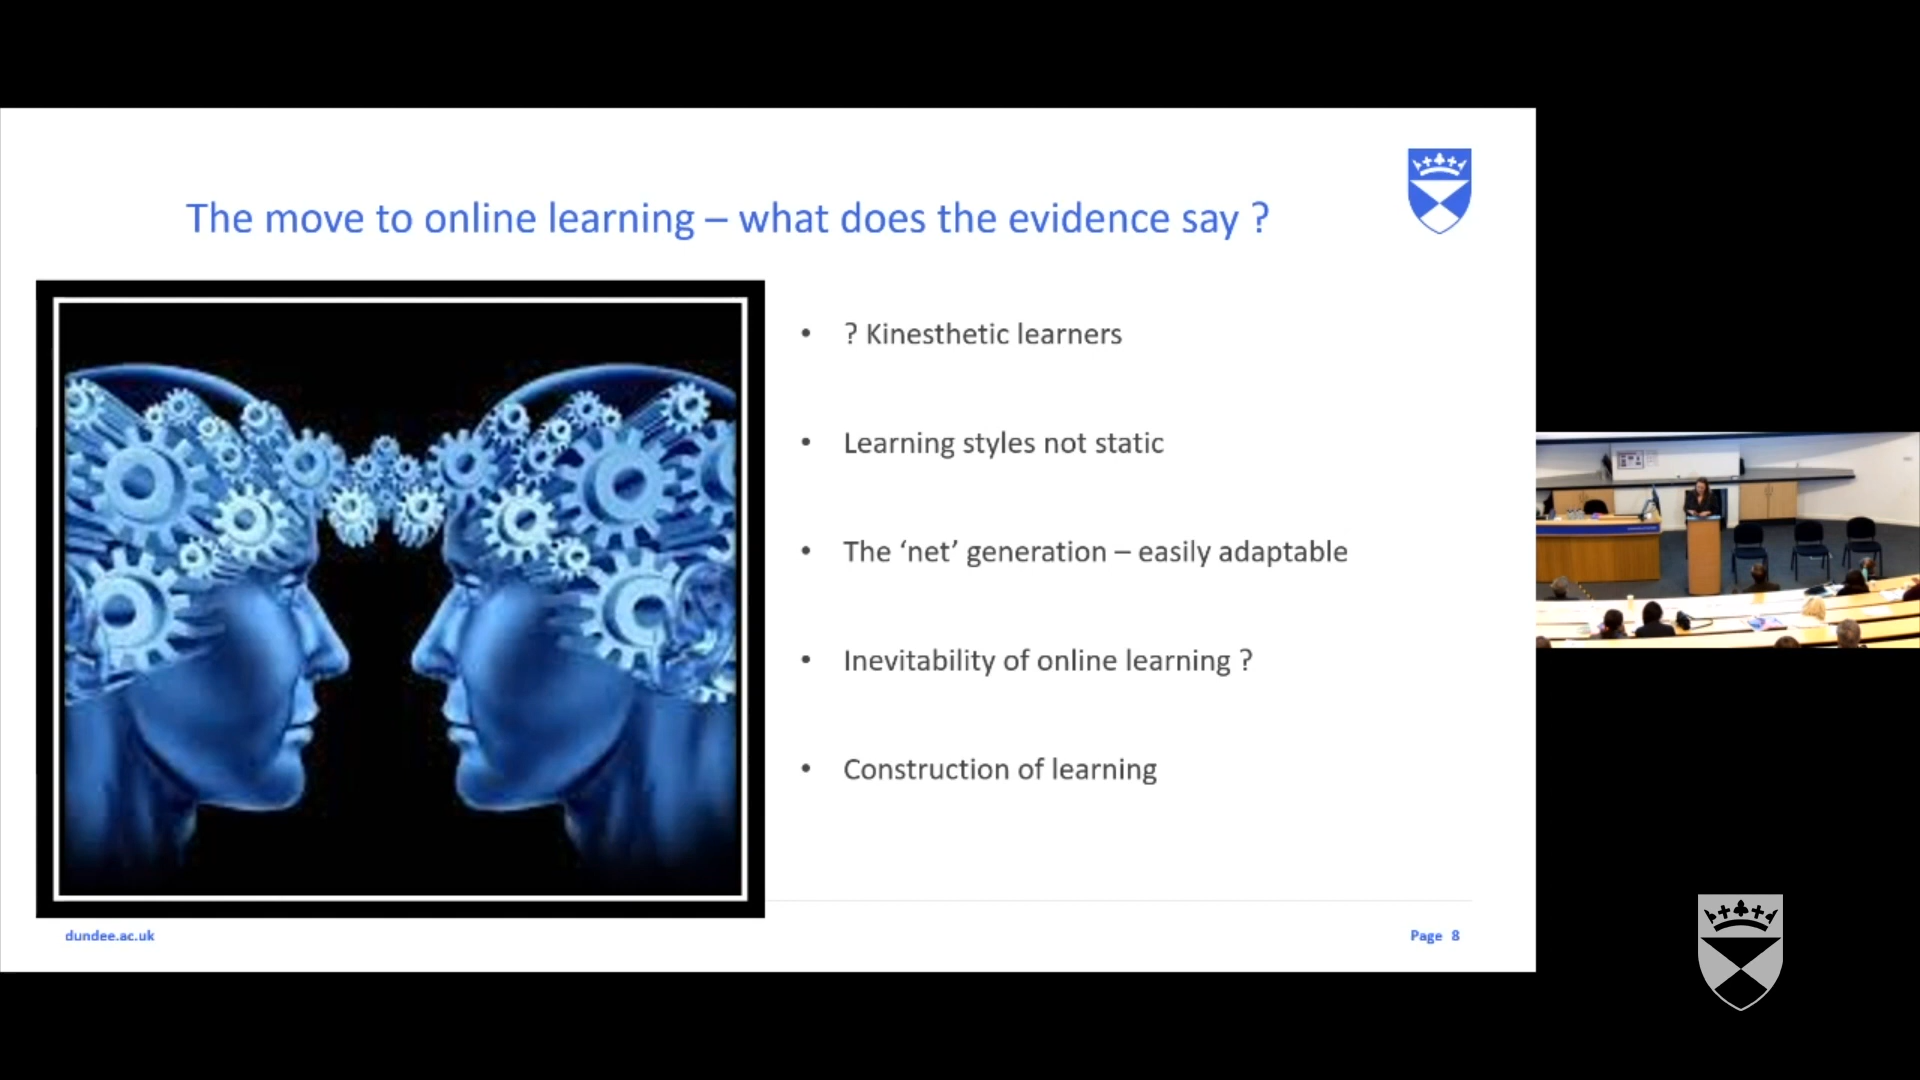 The move to online learning – what does the evidence say ?
• ? Kinesthetic learners
• Learning styles not static
• The ‘net’ generation – easily adaptable
• Inevitability of online learning ?
• Construction of learning
dundee.ac.uk
Page 8